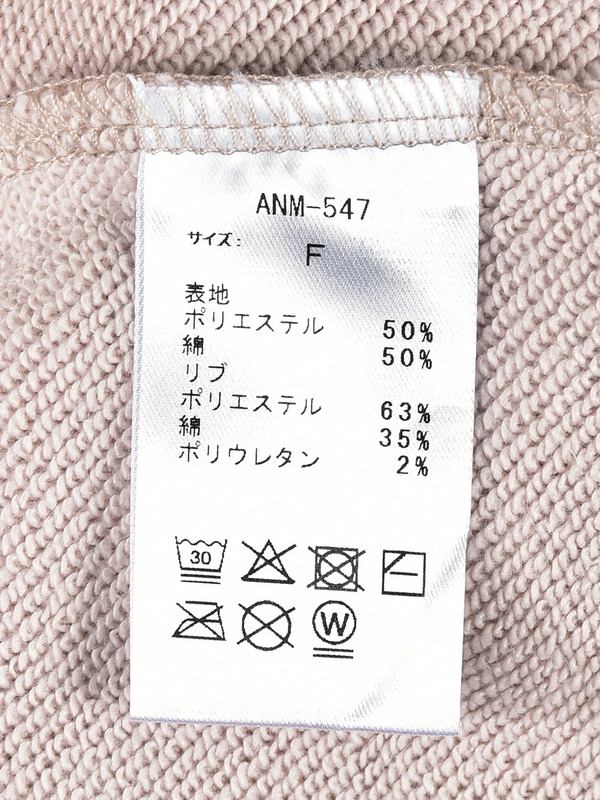 ANM-547
サイズ: F
表地
ポリエステル 50%
綿 50%
リブ
ポリエステル 63%
綿 35%
ポリウレタン 2%
30
W